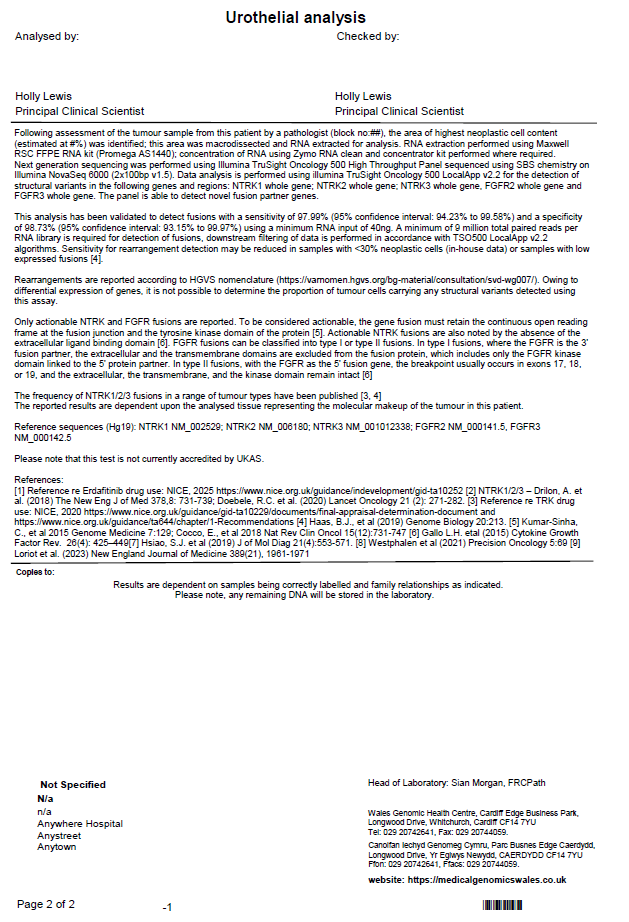 Urothelial analysis
Analysed by:
Checked by:
Holly Lewis
Holly Lewis
Principal Clinical Scientist
Principal Clinical Scientist
Following assessment of the tumour sample from this patient by a pathologist (block no:##), the area of highest neoplastic cell content
(estimated at #%) was identified; this area was macrodissected and RNA extracted for analysis. RNA extraction performed using Maxwell
RSC FFPE RNA kit (Promega AS1440); concentration of RNA using Zymo RNA clean and concentrator kit performed where required.
Next generation sequencing was performed using Illumina TruSight Oncology 500 High Throughput Panel sequenced using SBS chemistry on
Illumina NovaSeq 6000 (2x100bp v1.5). Data analysis is performed using illumina TruSight Oncology 500 LocalApp v2.2 for the detection of
structural variants in the following genes and regions: NTRK1 whole gene; NTRK2 whole gene; NTRK3 whole gene, FGFR2 whole gene and
FGFR3 whole gene. The panel is able to detect novel fusion partner genes.
This analysis has been validated to detect fusions with a sensitivity of 97.99% (95% confidence interval: 94.23% to 99.58%) and a specificity
of 98.73% (95% confidence interval: 93.15% to 99.97%) using a minimum RNA input of 40ng. A minimum of 9 million total paired reads per
RNA library is required for detection of fusions, downstream filtering of data is performed in accordance with TSO500 LocalApp v2.2
algorithms. Sensitivity for rearrangement detection may be reduced in samples with <30% neoplastic cells (in-house data) or samples with low
expressed fusions [4].
Rearrangements are reported according to HGVS nomenclature (https://varnomen.hgvs.org/bg-material/consultation/svd-wg007/). Owing to
differential expression of genes, it is not possible to determine the proportion of tumour cells carrying any structural variants detected using
this assay.
Only actionable NTRK and FGFR fusions are reported. To be considered actionable, the gene fusion must retain the continuous open reading
frame at the fusion junction and the tyrosine kinase domain of the protein [5]. Actionable NTRK fusions are also noted by the absence of the
extracellular ligand binding domain [6]. FGFR fusions can be classified into type I or type II fusions. In type I fusions, where the FGFR is the 3'
fusion partner, the extracellular and the transmembrane domains are excluded from the fusion protein, which includes only the FGFR kinase
domain linked to the 5' protein partner. In type II fusions, with the FGFR as the 5' fusion gene, the breakpoint usually occurs in exons 17, 18,
or 19, and the extracellular, the transmembrane, and the kinase domain remain intact [6]
The frequency of NTRK1/2/3 fusions in a range of tumour types have been published [3, 4]
The reported results are dependent upon the analysed tissue representing the molecular makeup of the tumour in this patient.
Reference sequences (Hg19): NTRK1 NM_002529; NTRK2 NM_006180; NTRK3 NM_001012338; FGFR2 NM_000141.5, FGFR3
NM_000142.5
Please note that this test is not currently accredited by UKAS.
References:
[1] Reference re Erdafitinib drug use: NICE, 2025 https://www.nice.org.uk/guidance/indevelopment/gid-ta10252 [2] NTRK1/2/3 – Drilon, A. et
al. (2018) The New Eng J of Med 378,8: 731-739; Doebele, R.C. et al. (2020) Lancet Oncology 21 (2): 271-282. [3] Reference re TRK drug
use: NICE, 2020 https://www.nice.org.uk/guidance/gid-ta10229/documents/final-appraisal-determination-document and
https://www.nice.org.uk/guidance/ta644/chapter/1-Recommendations [4] Haas, B.J., et al (2019) Genome Biology 20:213. [5] Kumar-Sinha,
C., et al 2015 Genome Medicine 7:129; Cocco, E., et al 2018 Nat Rev Clin Oncol 15(12):731-747 [6] Gallo L.H. etal (2015) Cytokine Growth
Factor Rev. 26(4): 425–449[7] Hsiao, S.J. et al (2019) J of Mol Diag 21(4):553-571. [8] Westphalen et al (2021) Precision Oncology 5:69 [9]
Loriot et al. (2023) New England Journal of Medicine 389(21), 1961-1971
Copies to:
Results are dependent on samples being correctly labelled and family relationships as indicated.
Please note, any remaining DNA will be stored in the laboratory.
Not Specified
N/a
n/a
Anywhere Hospital
Anystreet
Anytown
Head of Laboratory: Sian Morgan, FRCPath
Wales Genomic Health Centre, Cardiff Edge Business Park,
Longwood Drive, Whitchurch, Cardiff CF14 7YU
Tel: 029 20742641, Fax: 029 20744059.
Canolfan Iechyd Genomeg Cymru, Parc Busnes Edge Caerdydd,
Longwood Drive, Yr Eglwys Newydd, CAERDYDD CF14 7YU
Ffon: 029 20742641, Ffacs: 029 20744059.
website: https://medicalgenomicswales.co.uk
Page 2 of 2
-1